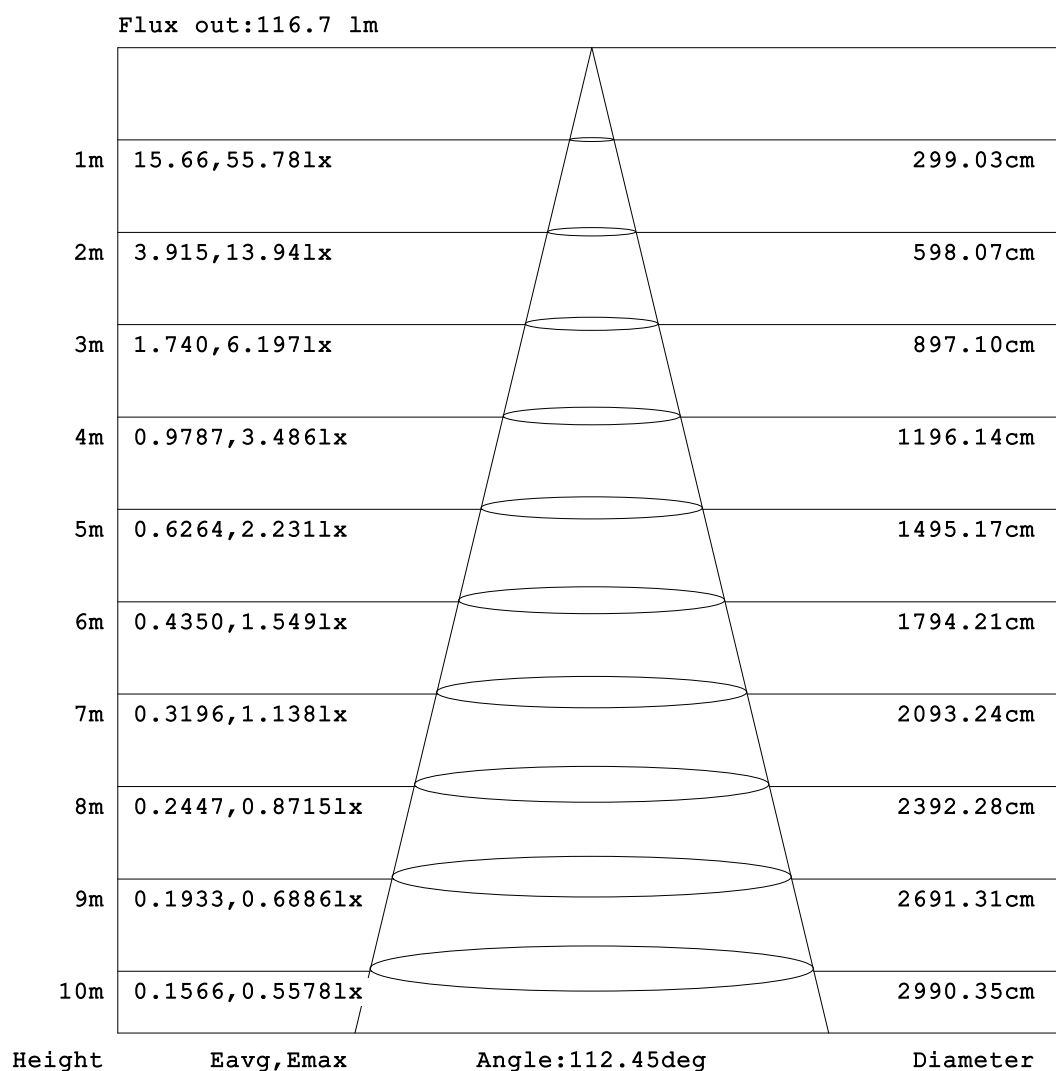 Flux out:116.7 lm
1m 15.66,55.78lx 299.03cm
2m 3.915,13.94lx 598.07cm
3m 1.740,6.197lx 897.10cm
4m 0.9787,3.486lx 1196.14cm
5m 0.6264,2.231lx 1495.17cm
6m 0.4350,1.549lx 1794.21cm
7m 0.3196,1.138lx 2093.24cm
8m 0.2447,0.8715lx 2392.28cm
9m 0.1933,0.6886lx 2691.31cm
10m 0.1566,0.5578lx 2990.35cm
Height Eavg,Emax Angle:112.45deg Diameter